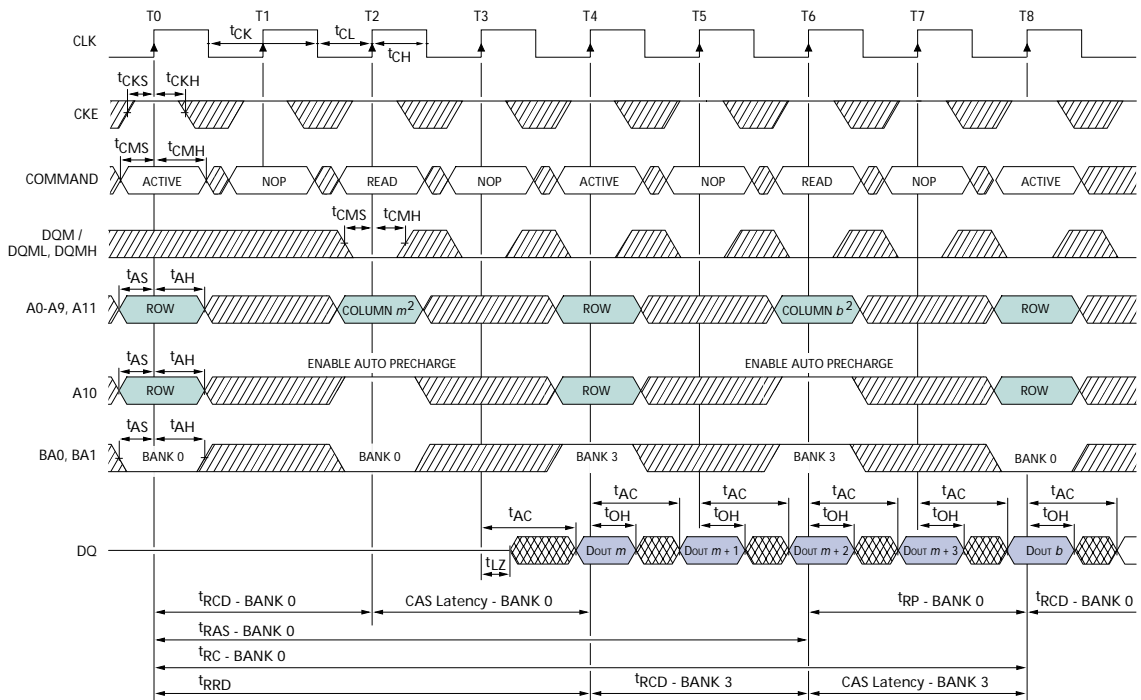 T0 T1 T2 T3 T4 T5 T6 T7 T8
CLK tCK tCL tCH
tCKS tCKH
CKE
tCMS tCMH
COMMAND ACTIVE NOP READ NOP ACTIVE NOP READ NOP ACTIVE
tCMS tCMH
DQM /
DQML, DQMH
tAS tAH
A0-A9, A11 ROW COLUMN m2 ROW COLUMN b2 ROW
tAS tAH ENABLE AUTO PRECHARGE ENABLE AUTO PRECHARGE
A10 ROW ROW ROW
tAS tAH
BA0, BA1 BANK 0 BANK 0 BANK 3 BANK 3 BANK 0
tAC tAC tAC tAC tAC tAC
tOH tOH tOH tOH tOH
DQ DOUT m DOUT m + 1 DOUT m + 2 DOUT m + 3 DOUT b
tLZ
tRCD - BANK 0 CAS Latency - BANK 0 tRP - BANK 0 tRCD - BANK 0
tRAS - BANK 0
tRC - BANK 0
tRRD tRCD - BANK 3 CAS Latency - BANK 3